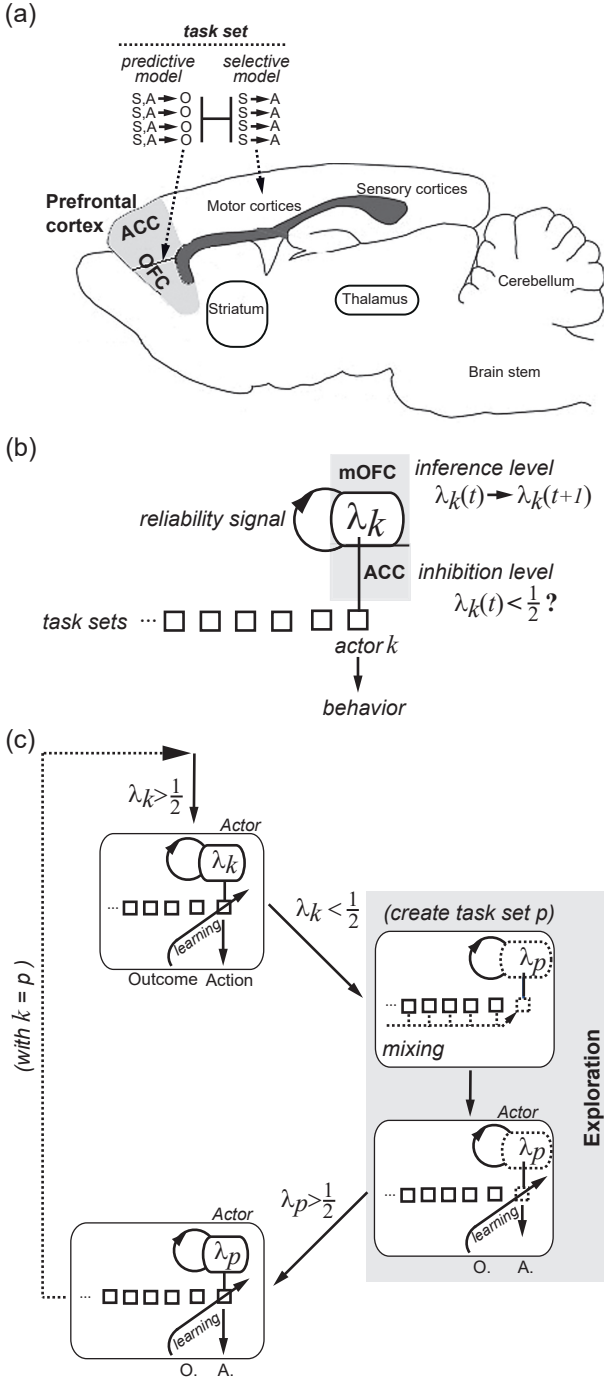 (a)
task set
predictive model
selective model
S,A→O S→A
S,A→O S→A
S,A→O S→A
S,A→O S→A
Prefrontal cortex
ACC
OFC
Motor cortices
Sensory cortices
Striatum
Thalamus
Cerebellum
Brain stem
(b)
mOFC
inference level
λk(t)→λk(t+1)
reliability signal
λk
ACC
inhibition level
λk(t)<1/2 ?
task sets ...
actor k
behavior
(c)
λk>1/2
Actor
λk
...
learning
Outcome Action
λk<1/2
(create task set p)
λp
...
mixing
Exploration
Actor
λp
...
learning
O. A.
λp>1/2
Actor
λp
...
learning
O. A.
(with k = p)